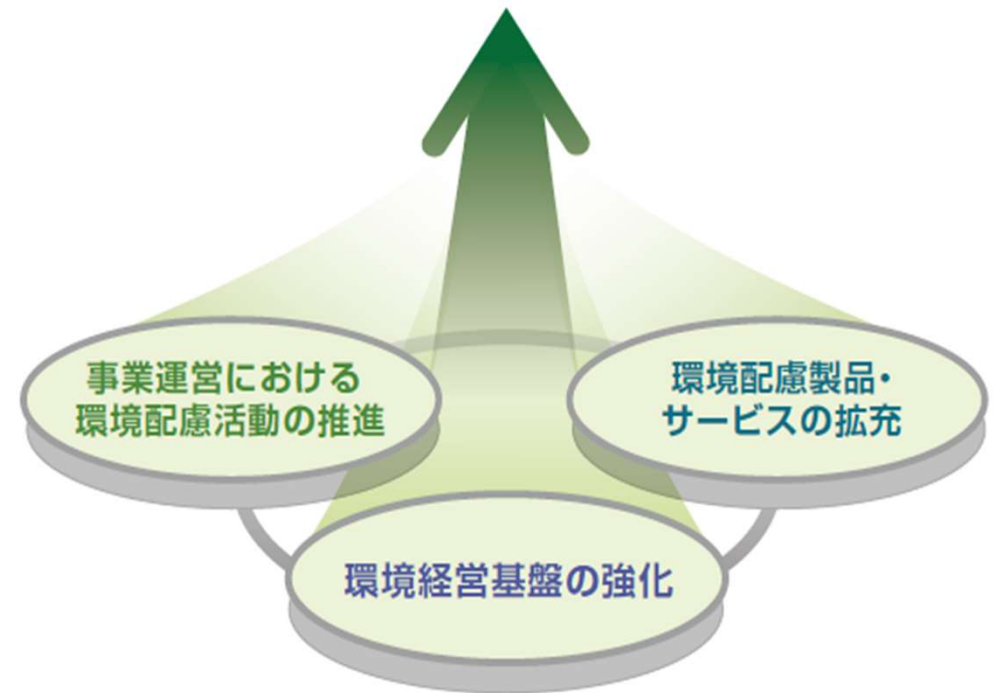 事業運営における
環境配慮活動の推進
環境配慮製品・
サービスの拡充
環境経営基盤の強化